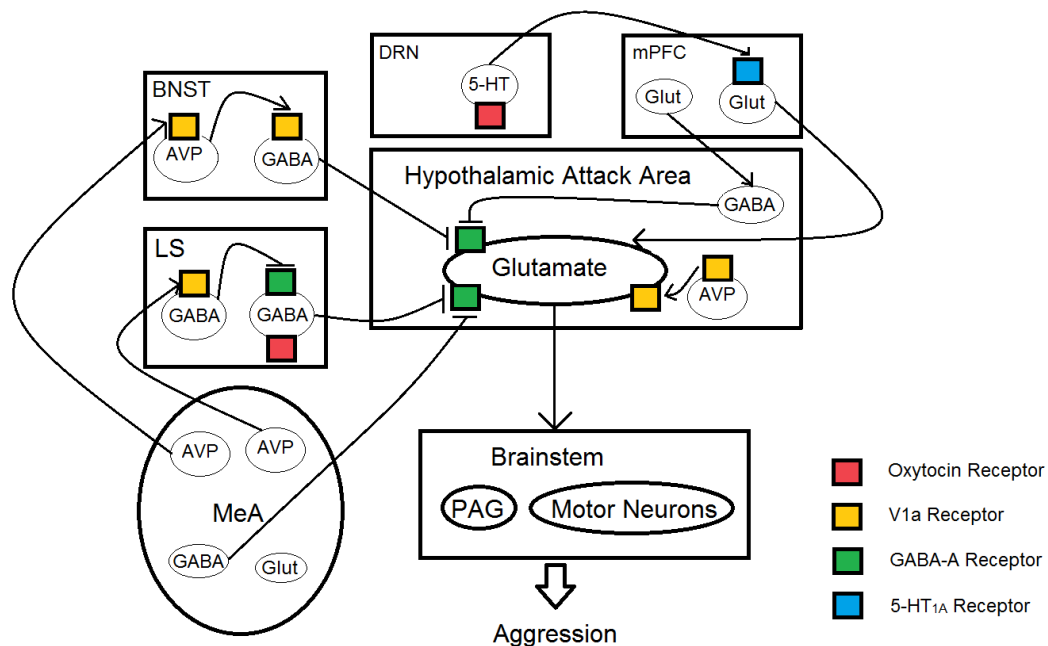 DRN
5-HT
mPFC
Glut
Glut
BNST
AVP
GABA
Hypothalamic Attack Area
GABA
Glutamate
AVP
LS
GABA
GABA
AVP
AVP
MeA
GABA
Glut
Brainstem
PAG
Motor Neurons
Aggression
Oxytocin Receptor
V1a Receptor
GABA-A Receptor
5-HT1A Receptor